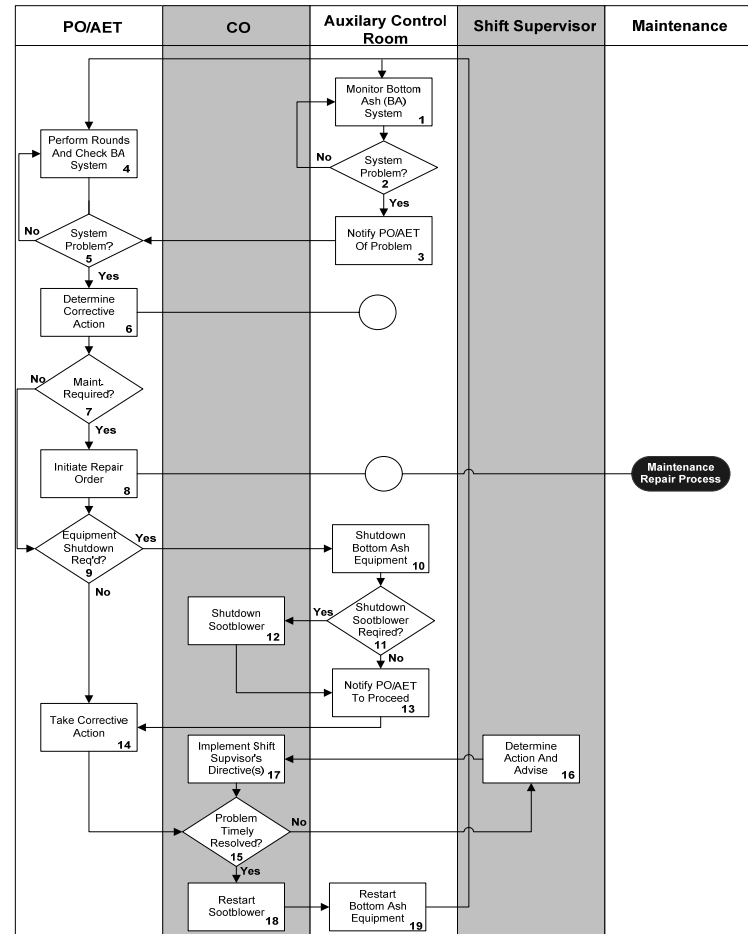 PO/AET
CO
Auxilary Control
Room
Shift Supervisor
Maintenance
Monitor Bottom
Ash (BA)
System
1
No
System
Problem?
2
Yes
Notify PO/AET
Of Problem
3
Perform Rounds
And Check BA
System
4
No
System
Problem?
5
Yes
Determine
Corrective
Action
6
No
Maint.
Required?
7
Yes
Initiate Repair
Order
8
Maintenance
Repair Process
Equipment
Shutdown
Req'd?
9
Yes
No
Shutdown
Bottom Ash
Equipment
10
Shutdown
Sootblower
Reqired?
11
Yes
No
Shutdown
Sootblower
12
Notify PO/AET
To Proceed
13
Take Corrective
Action
14
Implement Shift
Supvisor's
Directive(s)
17
Determine
Action And
Advise
16
Problem
Timely
Resolved?
15
No
Yes
Restart
Sootblower
18
Restart
Bottom Ash
Equipment
19